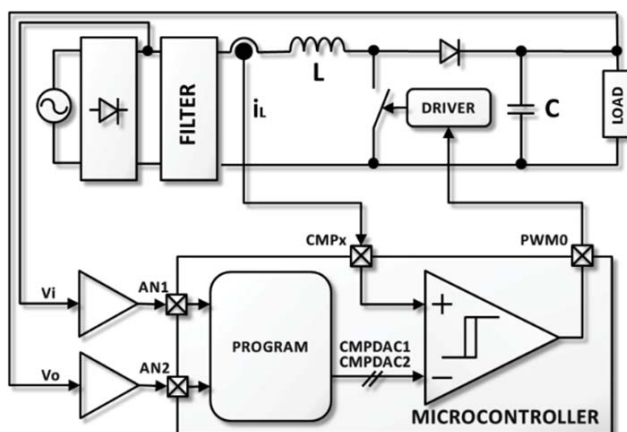 FILTER
iL
L
DRIVER
C
LOAD
CMPx
PWM0
Vi
AN1
Vo
AN2
PROGRAM
CMPDAC1
CMPDAC2
+
−
MICROCONTROLLER